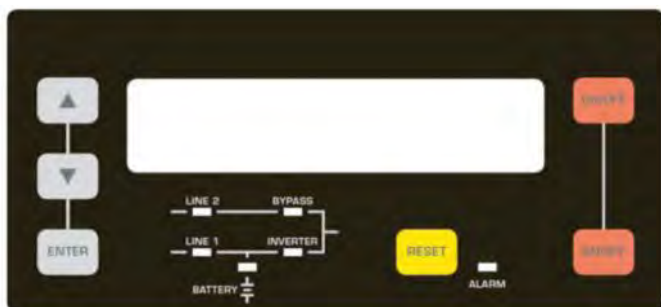 LINE 2 BYPASS
LINE 1 INVERTER
ENTER
RESET
BATTERY
ALARM